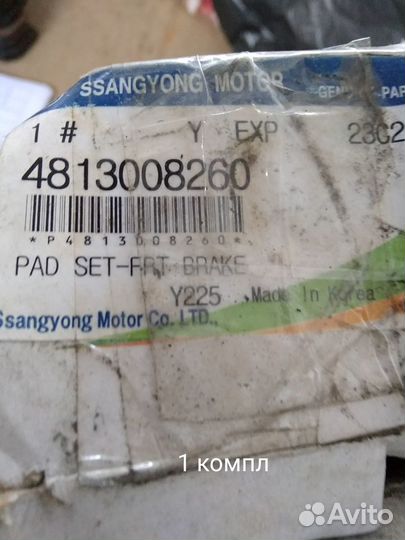 SSANGYONG MOTOR
1 # Y EXP 23C2
4813008260
*P4813008260*
PAD SET-FRT BRAKE
Y225 Made In Korea
Ssangyong Motor Co. LTD.,
1 компл
Avito